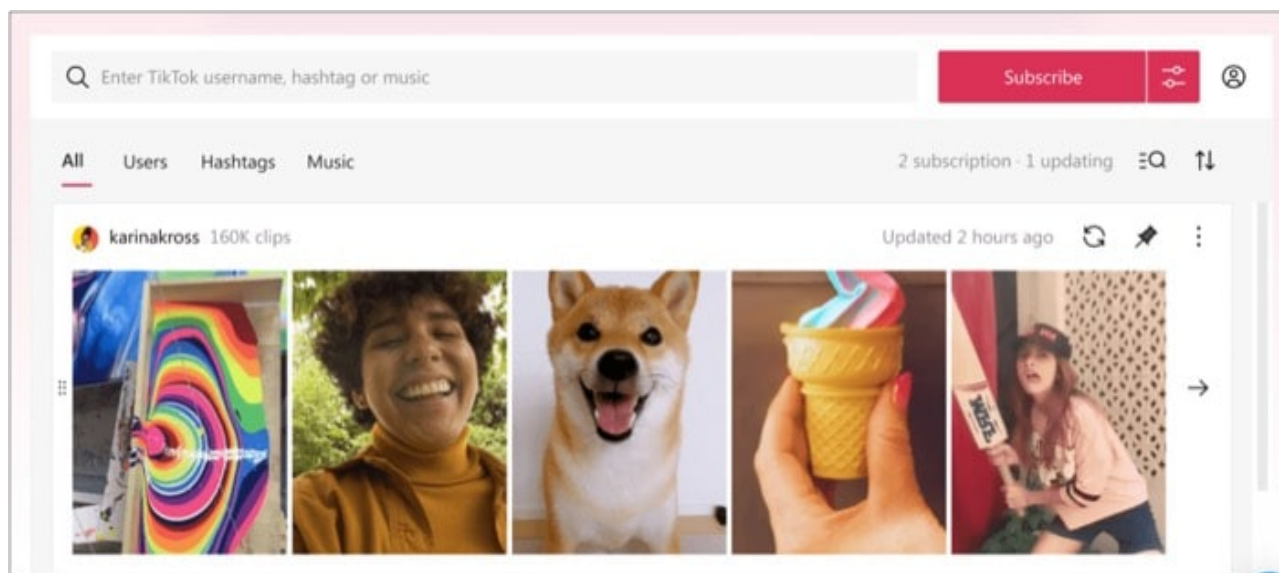 Enter TikTok username, hashtag or music
Subscribe
All Users Hashtags Music
2 subscription · 1 updating
karinakross 160K clips
Updated 2 hours ago